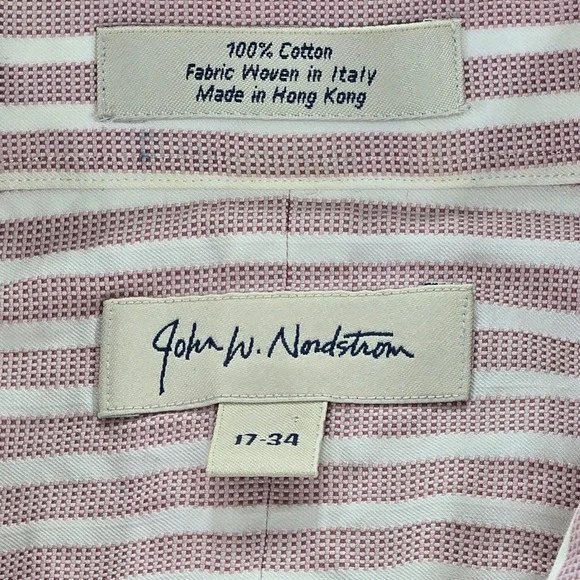 100% Cotton
Fabric Woven in Italy
Made in Hong Kong
John W. Nordstrom
17-34